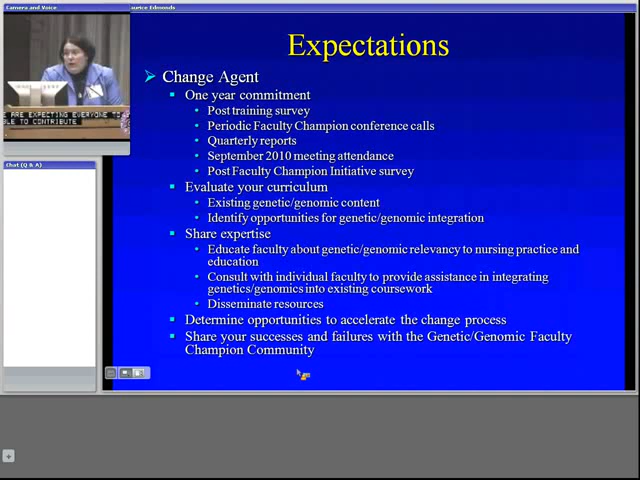 Camera and Voice
aurice Edmonds
Expectations
Change Agent
One year commitment
Post training survey
Periodic Faculty Champion conference calls
Quarterly reports
September 2010 meeting attendance
Post Faculty Champion Initiative survey
Evaluate your curriculum
Existing genetic/genomic content
Identify opportunities for genetic/genomic integration
Share expertise
Educate faculty about genetic/genomic relevancy to nursing practice and
education
Consult with individual faculty to provide assistance in integrating
genetics/genomics into existing coursework
Disseminate resources
Determine opportunities to accelerate the change process
Share your successes and failures with the Genetic/Genomic Faculty
Champion Community
E ARE EXPECTING EVERYONE TO
BLE TO CONTRIBUTE
Chat (Q & A)